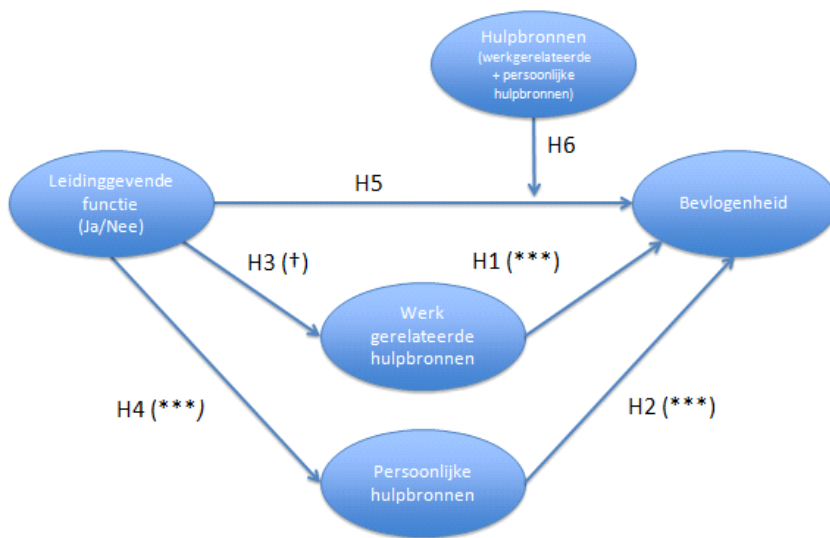 Hulpbronnen
(werkgerelateerde
+ persoonlijke
hulpbronnen)
H6
H5
Leidinggevende
functie
(Ja/Nee)
Bevlogenheid
H3 (†)
H1 (***)
Werk
gerelateerde
hulpbronnen
H4 (***)
H2 (***)
Persoonlijke
hulpbronnen